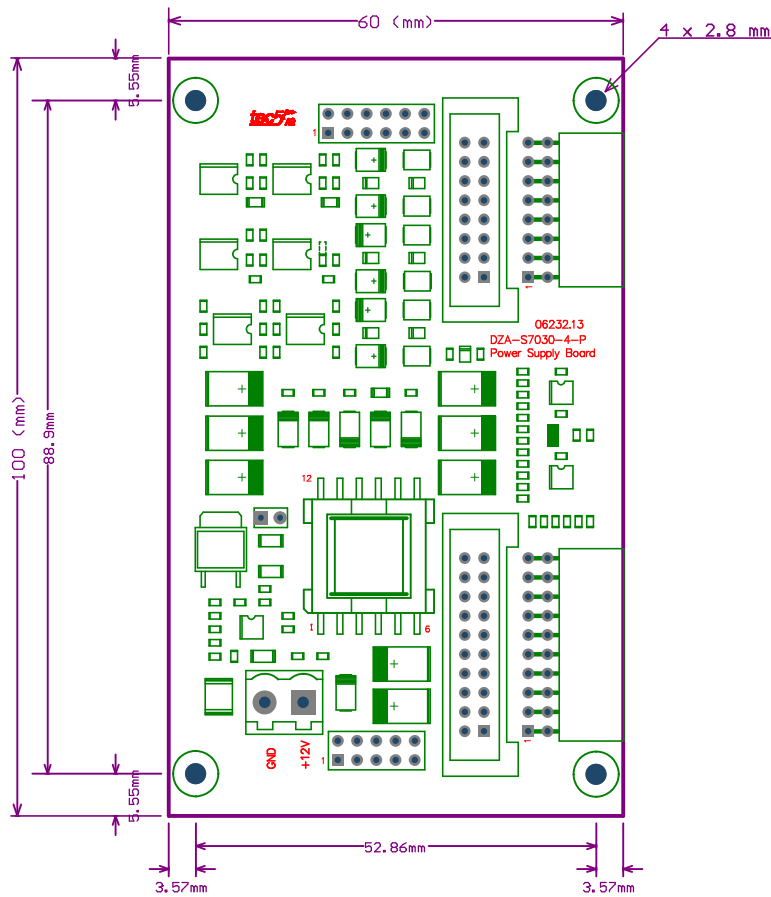 60 (mm)
4 x 2.8 mm
5.55mm
1
1
06232.13
DZA-S7030-4-P
Power Supply Board
100 (mm)
88.9mm
12
1
6
1
1
GND
+12V
5.55mm
52.86mm
3.57mm
3.57mm